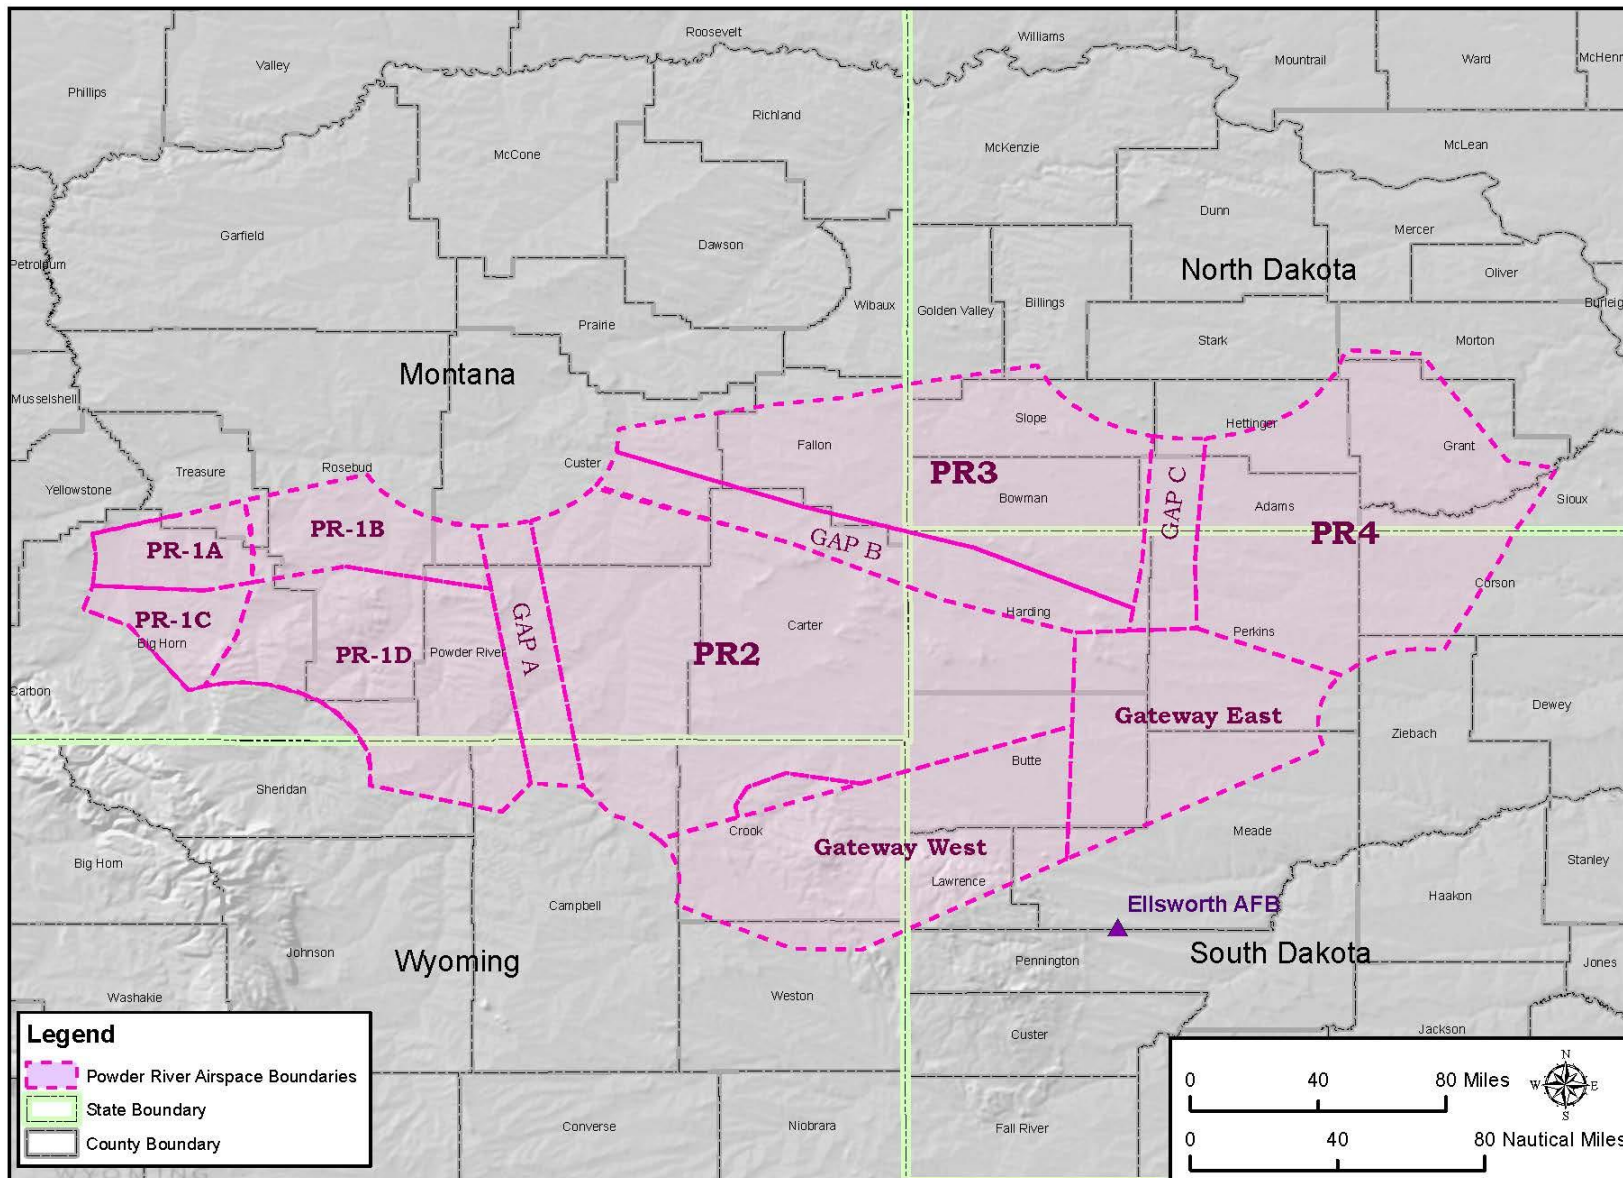 Roosevelt
Williams
Valley
Mountrail
Ward
McHenr
Phillips
Richland
McCone
McKenzie
McLean
Dunn
Garfield
Dawson
Mercer
Petroleum
North Dakota
Oliver
Burleig
Wibaux
Golden Valley
Billings
Prairie
Stark
Morton
Montana
Musselshell
Slope
Hettinger
Fallon
Grant
Treasure
Rosebud
Custer
PR3
GAP C
Yellowstone
Bowman
Sioux
Adams
PR-1B
PR-1A
PR4
GAP B
Corson
PR-1C
GAP A
Harding
Carter
Perkins
Big Horn
PR-1D
Powder River
PR2
Carbon
Gateway East
Dewey
Ziebach
Butte
Sheridan
Crook
Meade
Gateway West
Big Horn
Stanley
Lawrence
Haakon
Campbell
Ellsworth AFB
Johnson
Wyoming
South Dakota
Pennington
Jones
Washakie
Weston
Custer
Jackson
Converse
Niobrara
Fall River
Legend
Powder River Airspace Boundaries
State Boundary
County Boundary
WYOMING
0 40 80 Miles
0 40 80 Nautical Miles
N
W E
S